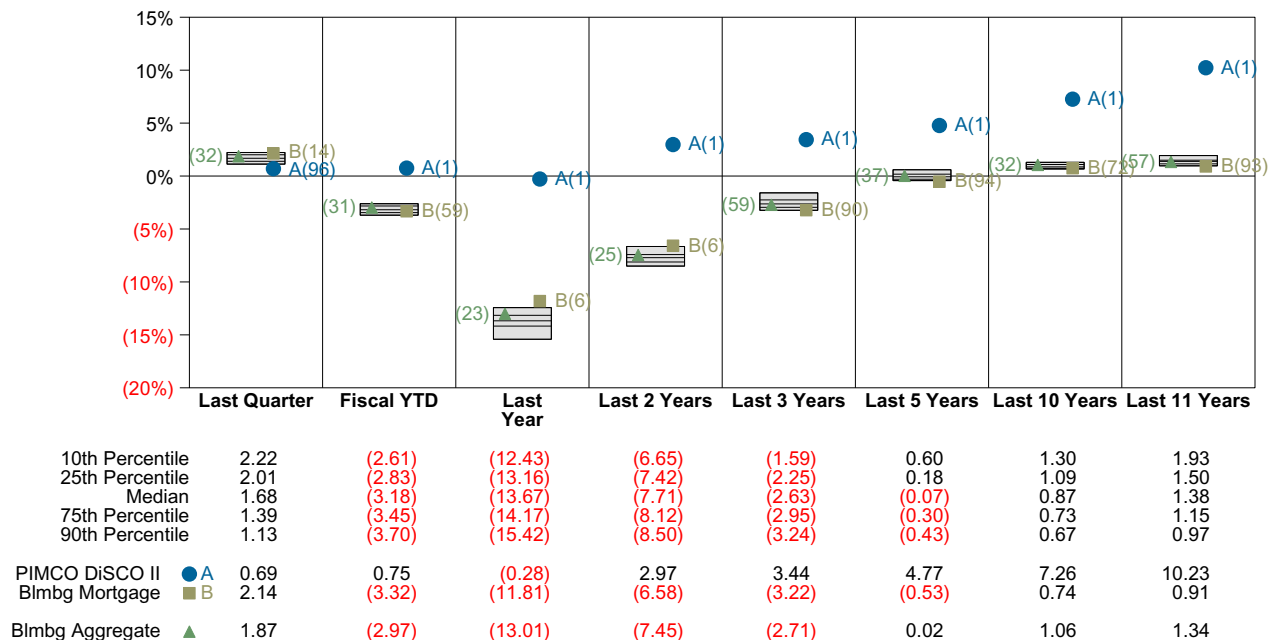 15%
10%
5%
0%
(5%)
(10%)
(15%)
(20%)
(32) B(14)
A(96)
A(1)
(31) B(59)
A(1)
(23) B(6)
A(1)
(25) B(6)
A(1)
(59) B(90)
A(1)
(37) B(94)
A(1)
(32) B(72)
A(1)
(57) B(93)
Last Quarter Fiscal YTD Last Year Last 2 Years Last 3 Years Last 5 Years Last 10 Years Last 11 Years
10th Percentile 2.22 (2.61) (12.43) (6.65) (1.59) 0.60 1.30 1.93
25th Percentile 2.01 (2.83) (13.16) (7.42) (2.25) 0.18 1.09 1.50
Median 1.68 (3.18) (13.67) (7.71) (2.63) (0.07) 0.87 1.38
75th Percentile 1.39 (3.45) (14.17) (8.12) (2.95) (0.30) 0.73 1.15
90th Percentile 1.13 (3.70) (15.42) (8.50) (3.24) (0.43) 0.67 0.97
PIMCO DiSCO II A 0.69 0.75 (0.28) 2.97 3.44 4.77 7.26 10.23
Blmbg Mortgage B 2.14 (3.32) (11.81) (6.58) (3.22) (0.53) 0.74 0.91
Blmbg Aggregate 1.87 (2.97) (13.01) (7.45) (2.71) 0.02 1.06 1.34